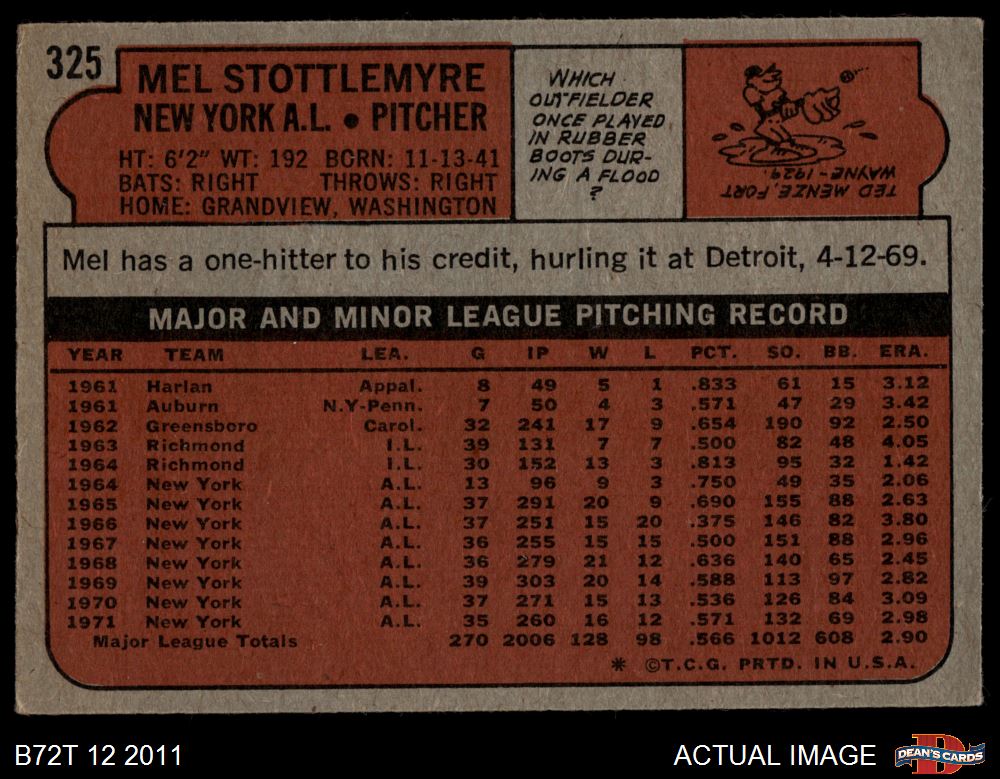 325
MEL STOTTLEMYRE
NEW YORK A.L. • PITCHER
HT: 6'2" WT: 192 BORN: 11-13-41
BATS: RIGHT THROWS: RIGHT
HOME: GRANDVIEW, WASHINGTON
WHICH
OUTFIELDER
ONCE PLAYED
IN RUBBER
BOOTS DUR-
ING A FLOOD
?
TED MENZE, FORT
WAYNE - 1929.
Mel has a one-hitter to his credit, hurling it at Detroit, 4-12-69.
MAJOR AND MINOR LEAGUE PITCHING RECORD
YEAR TEAM LEA. G IP W L PCT. SO. BB. ERA.
1961 Harlan Appal. 8 49 5 1 .833 61 15 3.12
1961 Auburn N.Y-Penn. 7 50 4 3 .571 47 29 3.42
1962 Greensboro Carol. 32 241 17 9 .654 190 92 2.50
1963 Richmond I.L. 39 131 7 7 .500 82 48 4.05
1964 Richmond I.L. 30 152 13 3 .813 95 32 1.42
1964 New York A.L. 13 96 9 3 .750 49 35 2.06
1965 New York A.L. 37 291 20 9 .690 155 88 2.63
1966 New York A.L. 37 251 15 20 .375 146 82 3.80
1967 New York A.L. 36 255 15 15 .500 151 88 2.96
1968 New York A.L. 36 279 21 12 .636 140 65 2.45
1969 New York A.L. 39 303 20 14 .588 113 97 2.82
1970 New York A.L. 37 271 15 13 .536 126 84 3.09
1971 New York A.L. 35 260 16 12 .571 132 69 2.98
Major League Totals 270 2006 128 98 .566 1012 608 2.90
* ©T.C.G. PRTD. IN U.S.A.
B72T 12 2011
ACTUAL IMAGE
DEAN'S CARDS